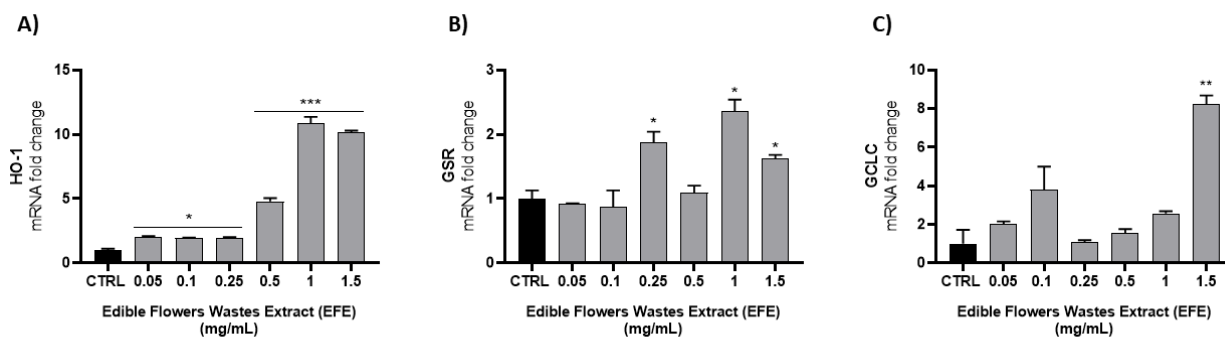 A)
HO-1
mRNA fold change
15
10
5
0
*
***
CTRL 0.05 0.1 0.25 0.5 1 1.5
Edible Flowers Wastes Extract (EFE)
(mg/mL)
B)
GSR
mRNA fold change
3
2
1
0
*
*
*
CTRL 0.05 0.1 0.25 0.5 1 1.5
Edible Flowers Wastes Extract (EFE)
(mg/mL)
C)
GCLC
mRNA fold change
10
8
6
4
2
0
**
CTRL 0.05 0.1 0.25 0.5 1 1.5
Edible Flowers Wastes Extract (EFE)
(mg/mL)